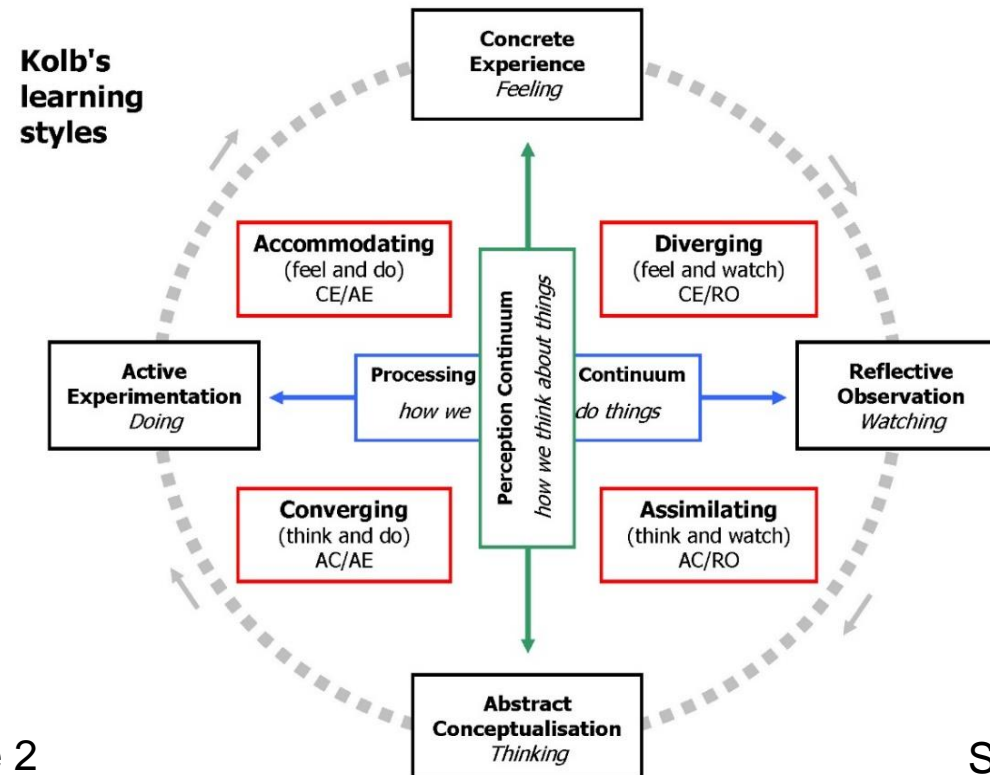 Kolb's
learning
styles
Concrete
Experience
Feeling
Accommodating
(feel and do)
CE/AE
Diverging
(feel and watch)
CE/RO
Perception Continuum
how we think about things
Active
Experimentation
Doing
Processing Continuum
how we do things
Reflective
Observation
Watching
Converging
(think and do)
AC/AE
Assimilating
(think and watch)
AC/RO
Abstract
Conceptualisation
Thinking
2